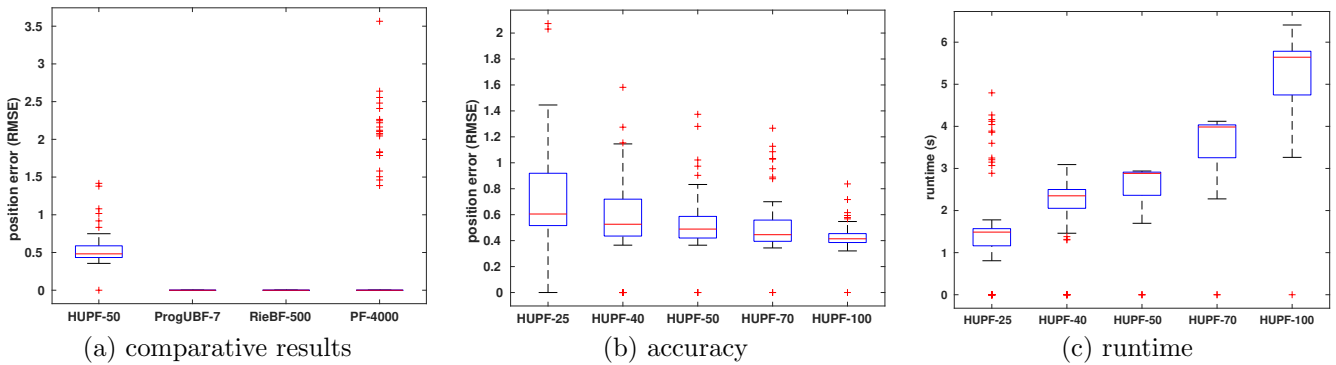 3.5
3
2.5
2
1.5
1
0.5
0
position error (RMSE)
HUPF-50 ProgUBF-7 RieBF-500 PF-4000
(a) comparative results
2
1.8
1.6
1.4
1.2
1
0.8
0.6
0.4
0.2
0
position error (RMSE)
HUPF-25 HUPF-40 HUPF-50 HUPF-70 HUPF-100
(b) accuracy
6
5
4
3
2
1
0
runtime (s)
HUPF-25 HUPF-40 HUPF-50 HUPF-70 HUPF-100
(c) runtime